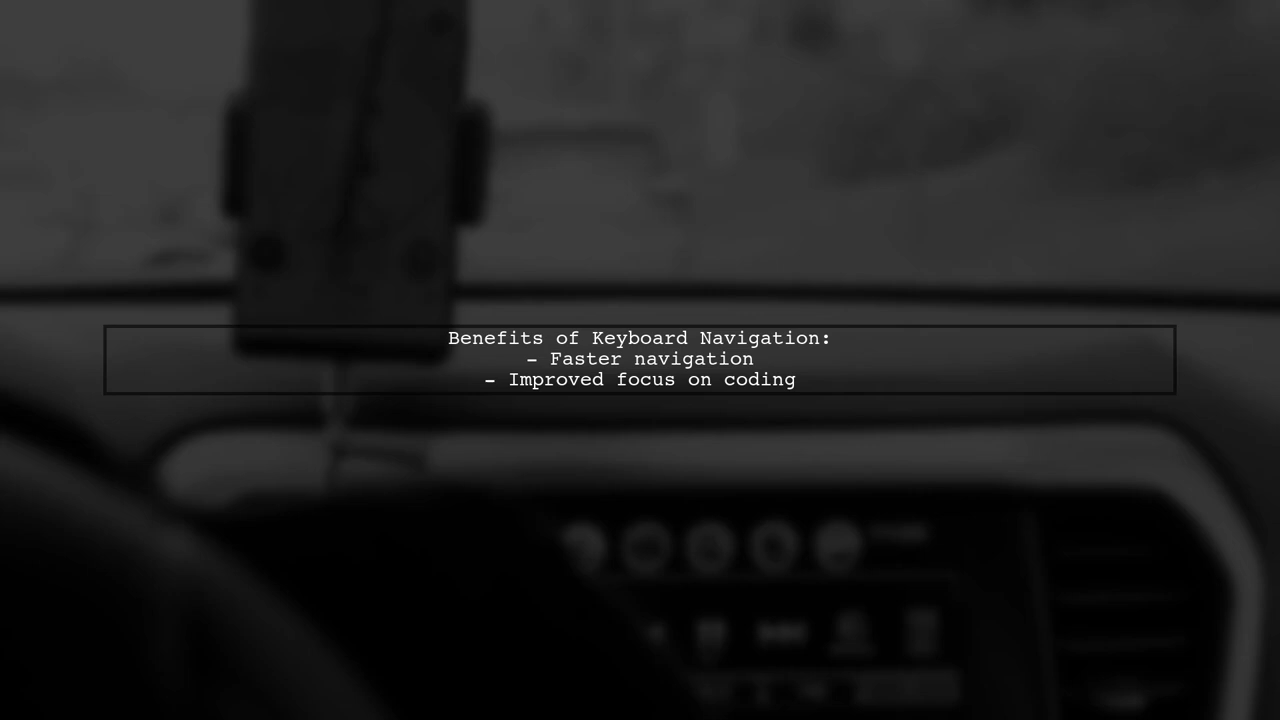 Benefits of Keyboard Navigation:
– Faster navigation
– Improved focus on coding